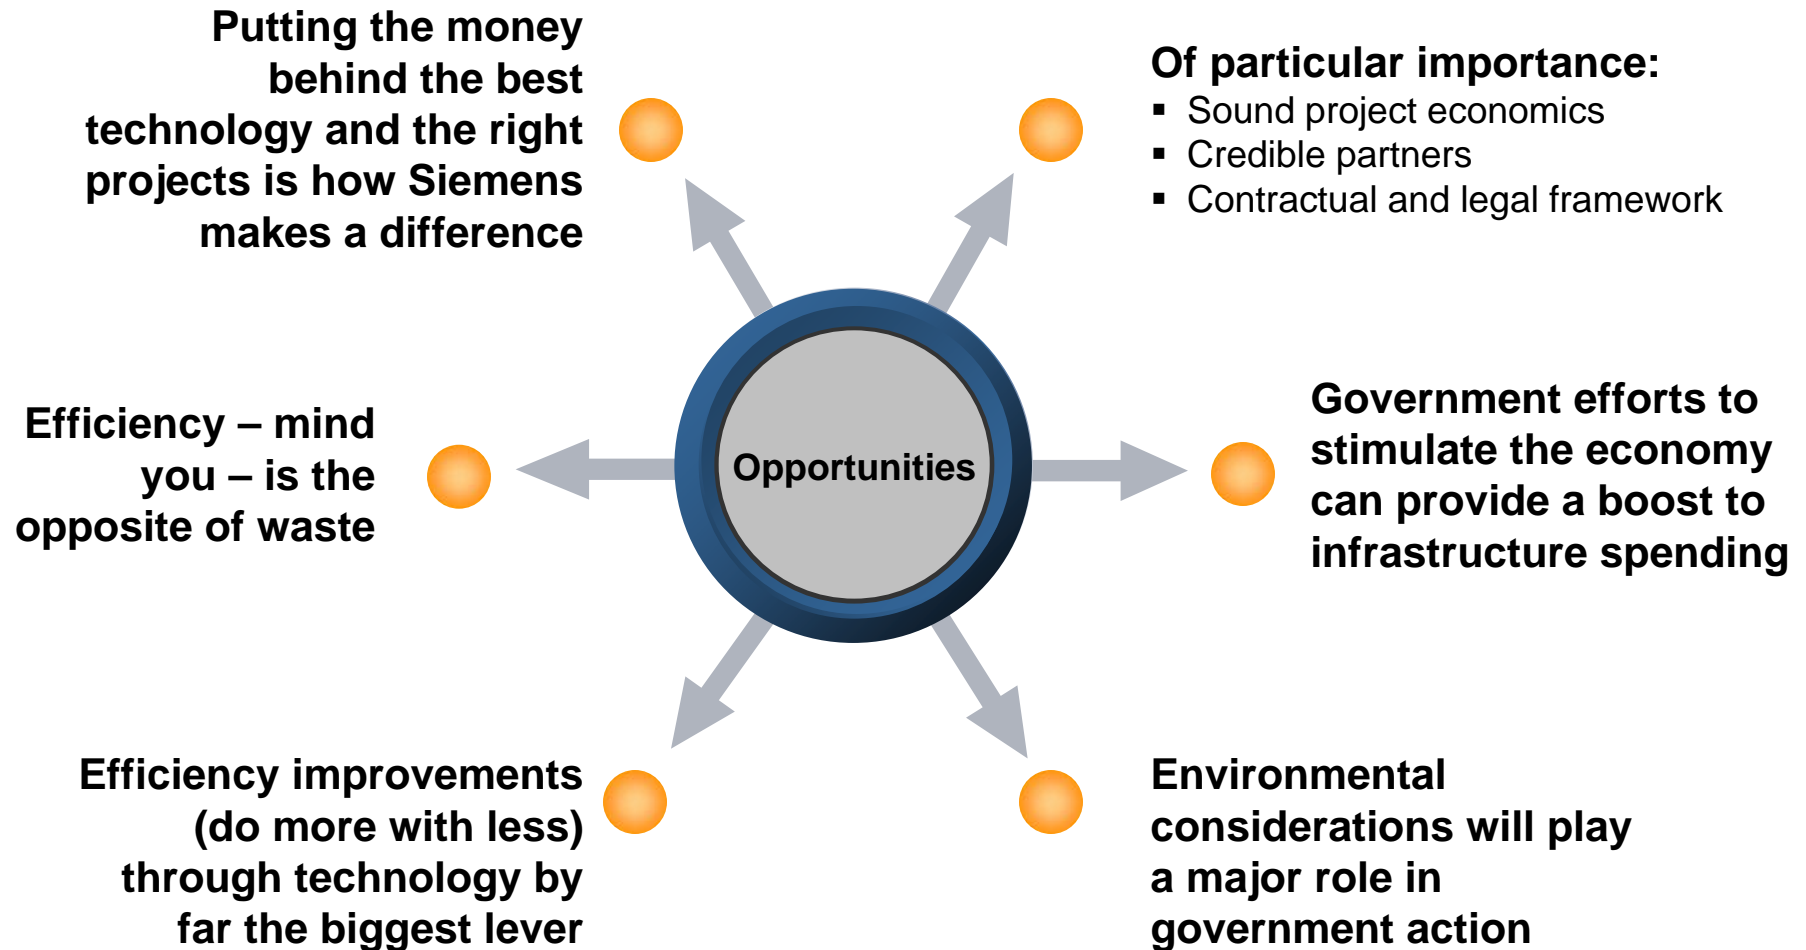 Putting the money
behind the best
technology and the right
projects is how Siemens
makes a difference
Of particular importance:
▪ Sound project economics
▪ Credible partners
▪ Contractual and legal framework
Efficiency – mind
you – is the
opposite of waste
Opportunities
Government efforts to
stimulate the economy
can provide a boost to
infrastructure spending
Efficiency improvements
(do more with less)
through technology by
far the biggest lever
Environmental
considerations will play
a major role in
government action